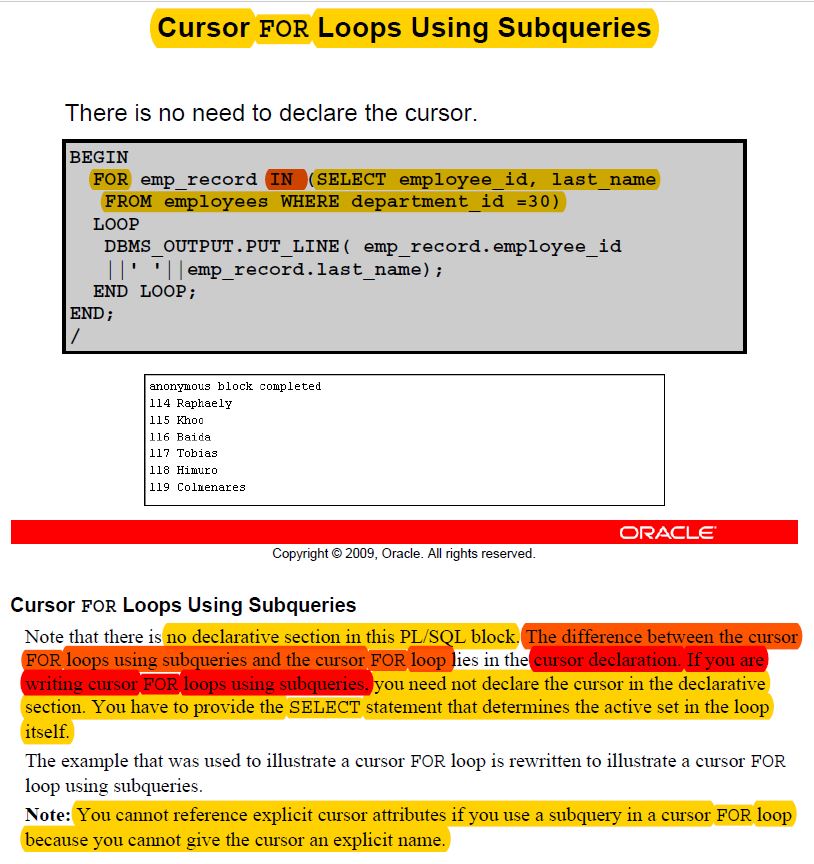 Cursor FOR Loops Using Subqueries
There is no need to declare the cursor.
BEGIN
FOR emp_record IN (SELECT employee_id, last_name
FROM employees WHERE department_id =30)
LOOP
DBMS_OUTPUT.PUT_LINE( emp_record.employee_id
||' '||emp_record.last_name);
END LOOP;
END;
/
anonymous block completed
114 Raphaely
115 Khoo
116 Baida
117 Tobias
118 Himuro
119 Colmenares
ORACLE
Copyright © 2009, Oracle. All rights reserved.
Cursor FOR Loops Using Subqueries
Note that there is no declarative section in this PL/SQL block. The difference between the cursor
FOR loops using subqueries and the cursor FOR loop lies in the cursor declaration. If you are
writing cursor FOR loops using subqueries, you need not declare the cursor in the declarative
section. You have to provide the SELECT statement that determines the active set in the loop
itself.
The example that was used to illustrate a cursor FOR loop is rewritten to illustrate a cursor FOR
loop using subqueries.
Note: You cannot reference explicit cursor attributes if you use a subquery in a cursor FOR loop
because you cannot give the cursor an explicit name.